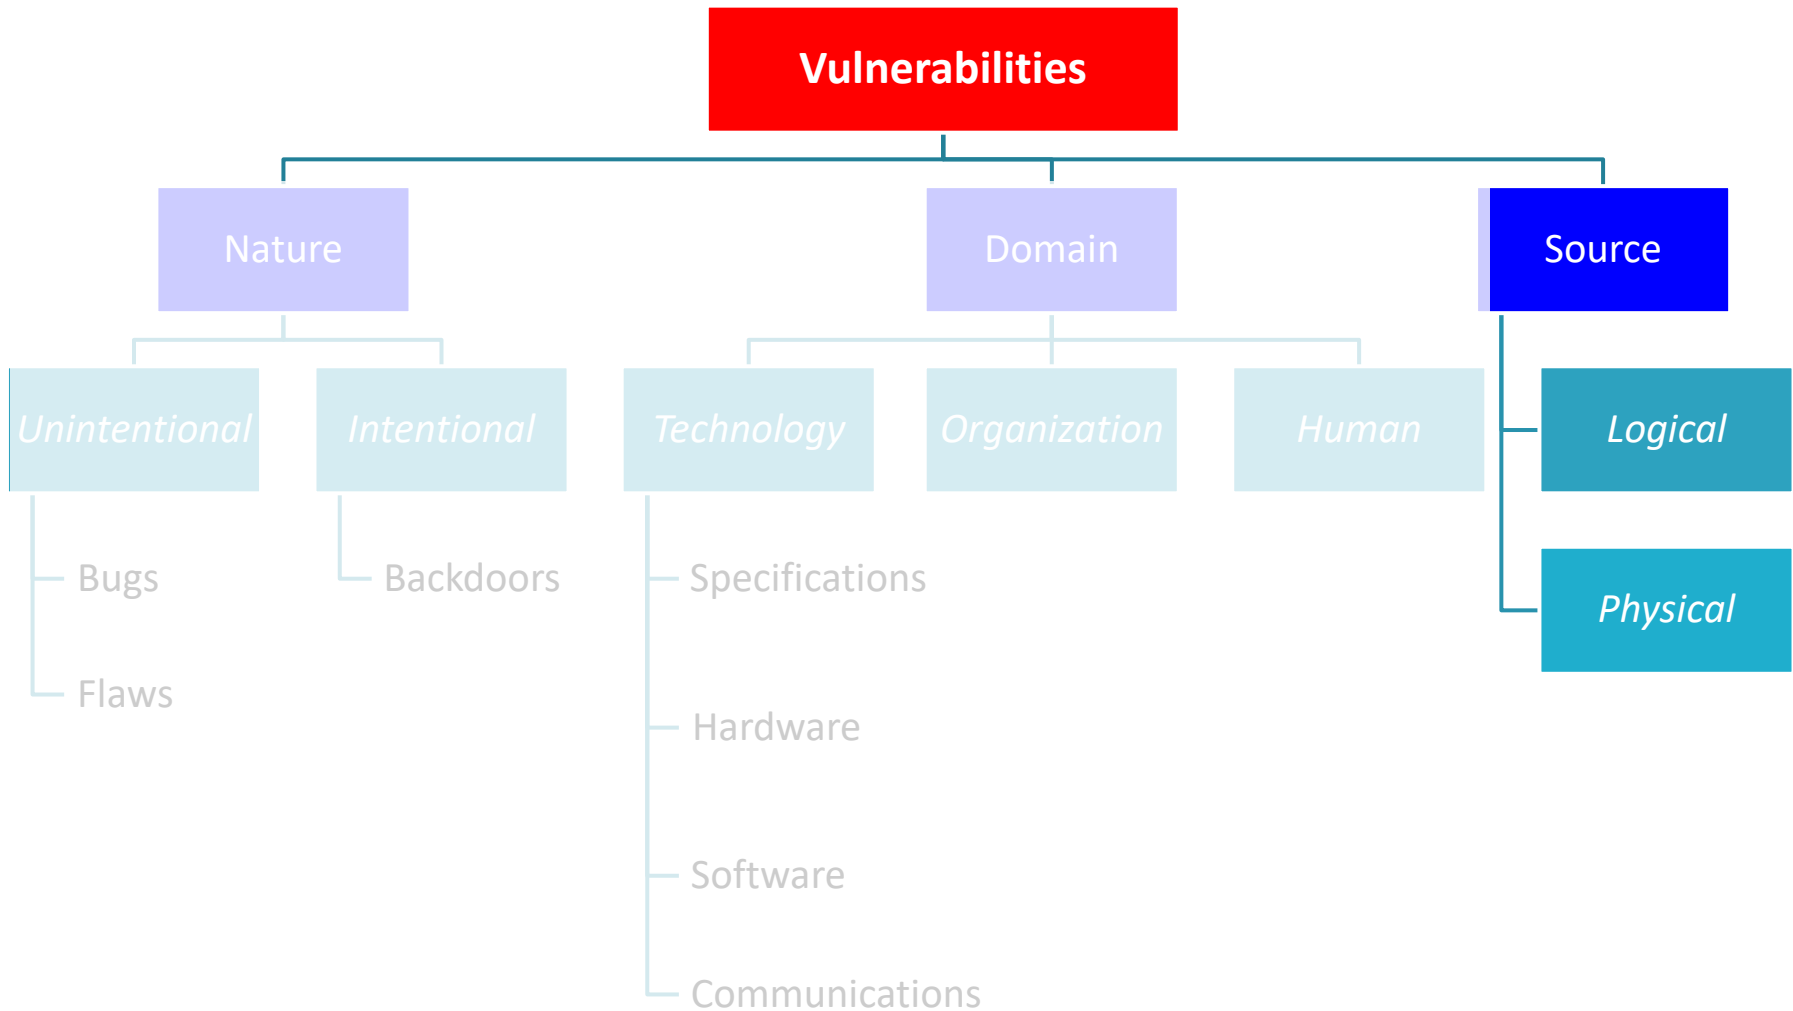 Vulnerabilities
Nature
Domain
Source
Unintentional
Intentional
Technology
Organization
Human
Logical
Bugs
Backdoors
Specifications
Physical
Flaws
Hardware
Software
Communications